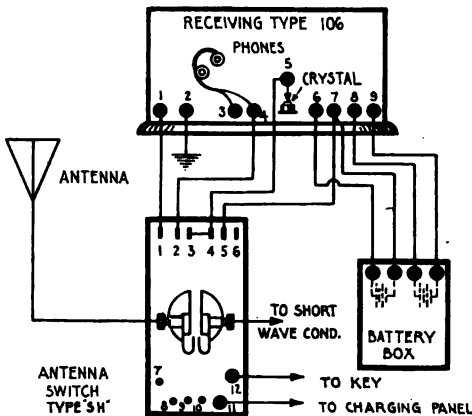 RECEIVING TYPE 106
PHONES
5
CRYSTAL
1 2 3 4 6 7 8 9
ANTENNA
1 2 3 4 5 6
TO SHORT
WAVE COND.
BATTERY
BOX
ANTENNA
SWITCH
TYPE "SH"
7
8 9 10 11
12
TO KEY
TO CHARGING PANEL